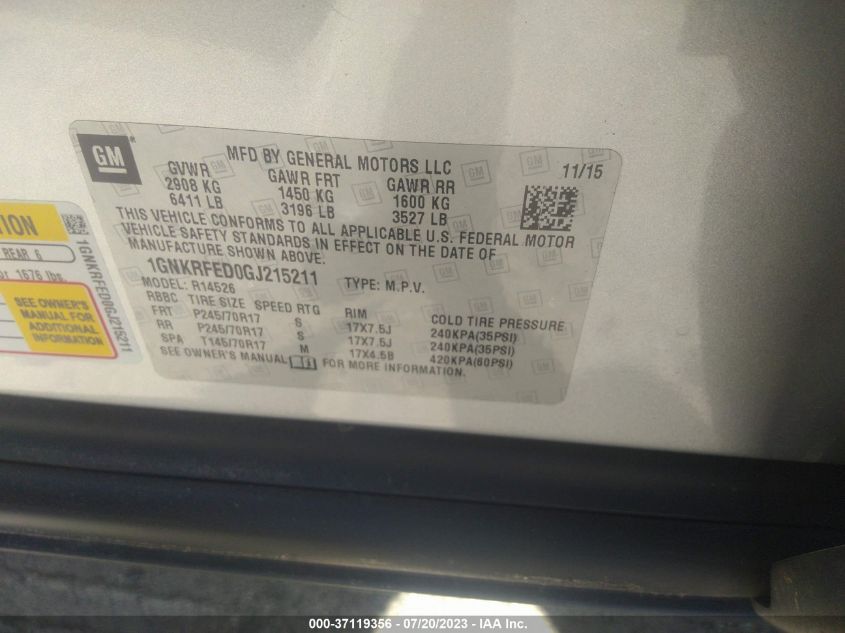 GM
MFD BY GENERAL MOTORS LLC
11/15
GVWR GAWR FRT GAWR RR
2908 KG 1450 KG 1600 KG
6411 LB 3196 LB 3527 LB
THIS VEHICLE CONFORMS TO ALL APPLICABLE U.S. FEDERAL MOTOR
VEHICLE SAFETY STANDARDS IN EFFECT ON THE DATE OF
MANUFACTURE SHOWN ABOVE.
1GNKRFED0GJ215211 TYPE: M.P.V.
MODEL: R14526
RBBC TIRE SIZE SPEED RTG RIM COLD TIRE PRESSURE
FRT P245/70R17 S 17X7.5J 240KPA(35PSI)
RR P245/70R17 S 17X7.5J 240KPA(35PSI)
SPA T145/70R17 M 17X4.5B 420KPA(60PSI)
SEE OWNER'S MANUAL FOR MORE INFORMATION.
REAR 6
or 1676 lbs.
SEE OWNER'S
MANUAL FOR
ADDITIONAL
INFORMATION
1GNKRFED0GJ215211
000-37119356 - 07/20/2023 - IAA Inc.